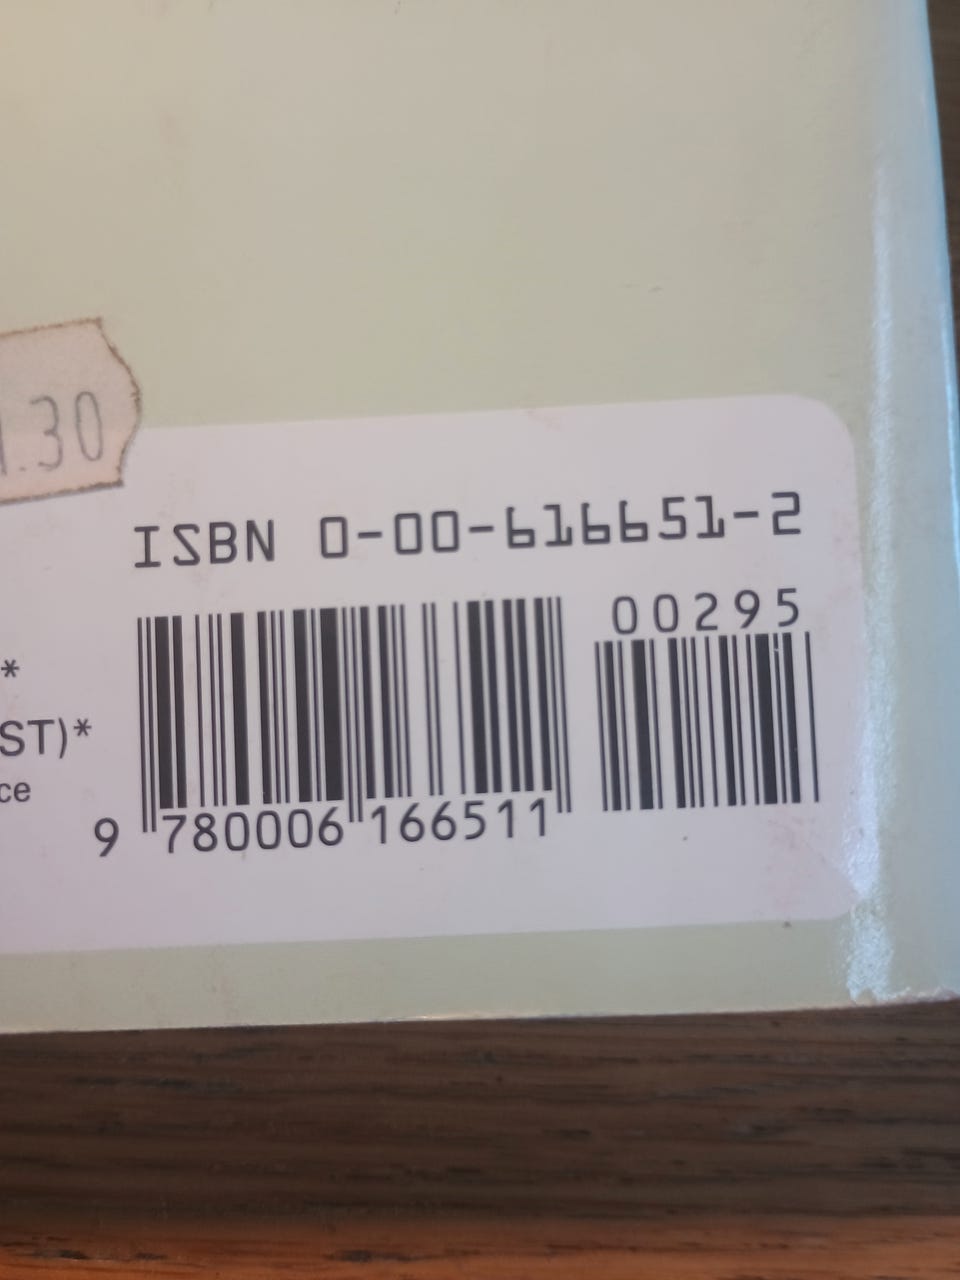 .30
ISBN 0-00-616651-2
00295
*
ST)*
ce
9 780006 166511